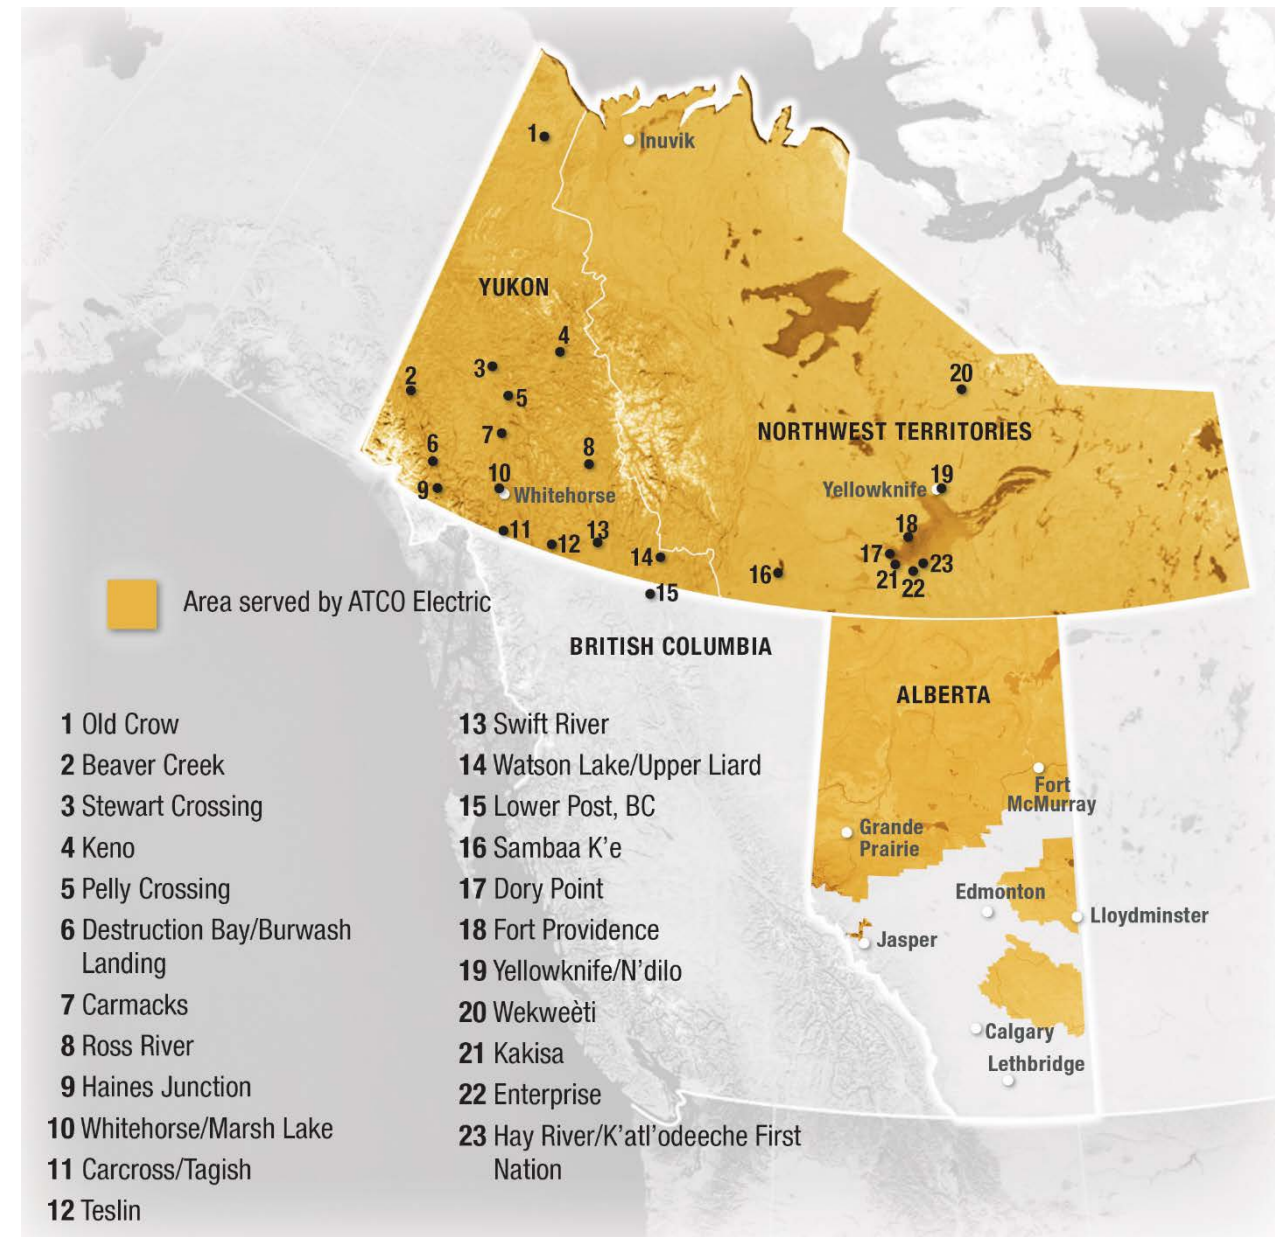 1
Inuvik
YUKON
4
3
2
20
5
7
NORTHWEST TERRITORIES
6
8
10
19
9
Whitehorse
Yellowknife
11
13
18
12
14
17
23
16
21
22
15
Area served by ATCO Electric
BRITISH COLUMBIA
ALBERTA
Fort
McMurray
Grande
Prairie
Edmonton
Lloydminster
Jasper
Calgary
Lethbridge
1 Old Crow
2 Beaver Creek
3 Stewart Crossing
4 Keno
5 Pelly Crossing
6 Destruction Bay/Burwash
Landing
7 Carmacks
8 Ross River
9 Haines Junction
10 Whitehorse/Marsh Lake
11 Carcross/Tagish
12 Teslin
13 Swift River
14 Watson Lake/Upper Liard
15 Lower Post, BC
16 Sambaa K’e
17 Dory Point
18 Fort Providence
19 Yellowknife/N’dilo
20 Wekweèti
21 Kakisa
22 Enterprise
23 Hay River/K’atl’odeeche First
Nation